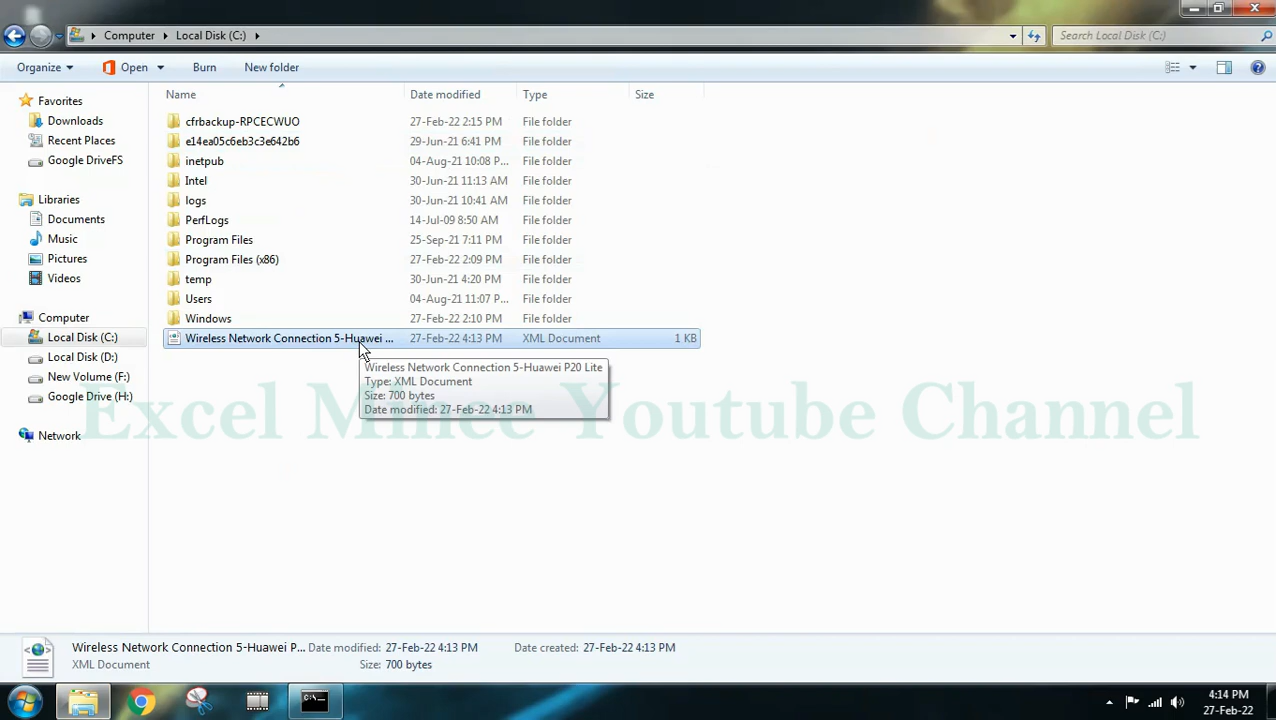 Computer
Local Disk (C:)
Search Local Disk (C:)
Organize
Open
Burn
New folder
Name
Date modified
Type
Size
Favorites
Downloads
Recent Places
Google DriveFS
Libraries
Documents
Music
Pictures
Videos
Computer
Local Disk (C:)
Local Disk (D:)
New Volume (F:)
Google Drive (H:)
Network
cfrbackup-RPCECWUO 27-Feb-22 2:15 PM File folder
e14ea05c6eb3c3e642b6 29-Jun-21 6:41 PM File folder
inetpub 04-Aug-21 10:08 P... File folder
Intel 30-Jun-21 11:13 AM File folder
logs 30-Jun-21 10:41 AM File folder
PerfLogs 14-Jul-09 8:50 AM File folder
Program Files 25-Sep-21 7:11 PM File folder
Program Files (x86) 27-Feb-22 2:09 PM File folder
temp 30-Jun-21 4:20 PM File folder
Users 04-Aug-21 11:07 P... File folder
Windows 27-Feb-22 2:10 PM File folder
Wireless Network Connection 5-Huawei ... 27-Feb-22 4:13 PM XML Document 1 KB
Wireless Network Connection 5-Huawei P20 Lite
Type: XML Document
Size: 700 bytes
Date modified: 27-Feb-22 4:13 PM
Excel Minee Youtube Channel
Wireless Network Connection 5-Huawei P... Date modified: 27-Feb-22 4:13 PM Date created: 27-Feb-22 4:13 PM
XML Document Size: 700 bytes
C:\
4:14 PM
27-Feb-22